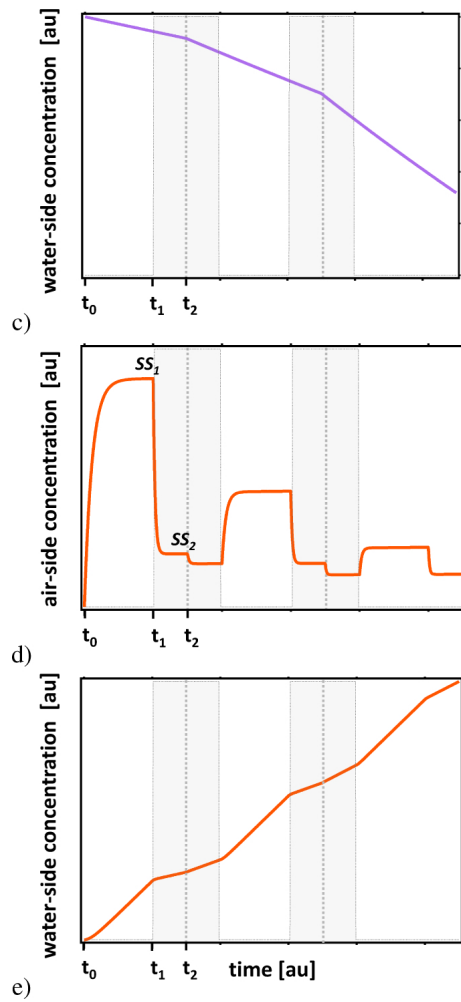 water-side concentration [au]
t0 t1 t2
c)
air-side concentration [au]
SS1
SS2
t0 t1 t2
d)
water-side concentration [au]
t0 t1 t2 time [au]
e)